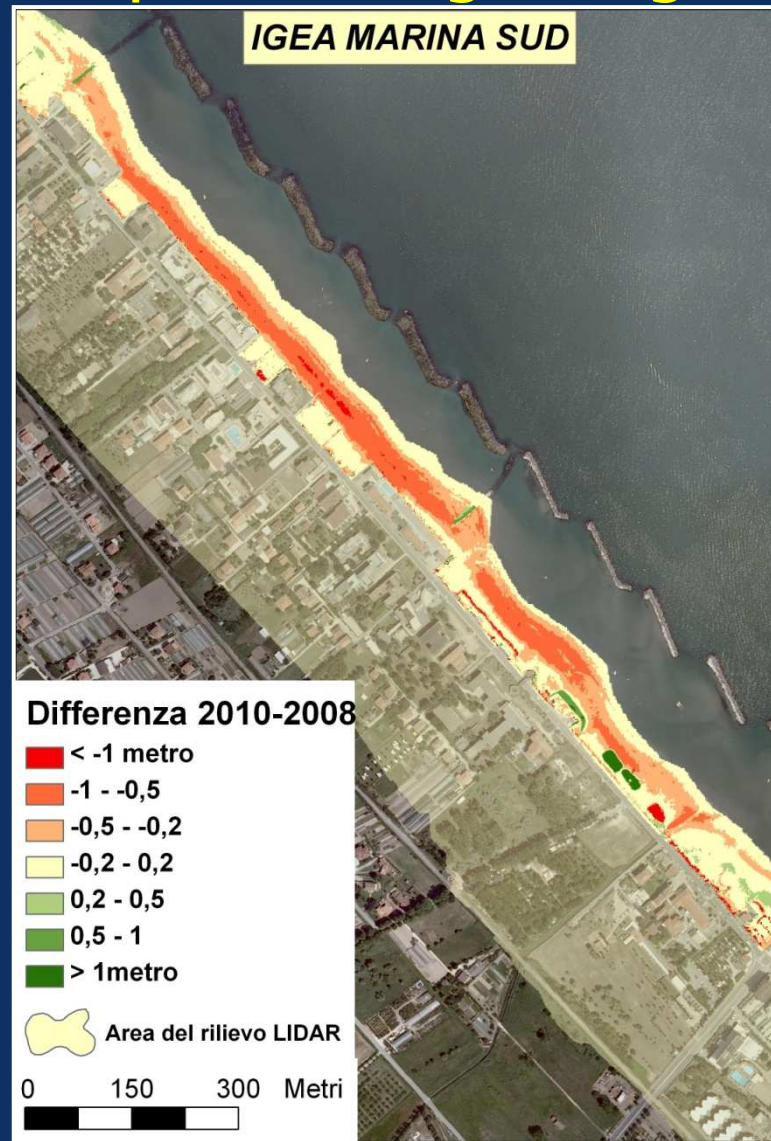 IGEA MARINA SUD
Differenza 2010-2008
< -1 metro
-1 - -0,5
-0,5 - -0,2
-0,2 - 0,2
0,2 - 0,5
0,5 - 1
> 1metro
Area del rilievo LIDAR
0 150 300 Metri